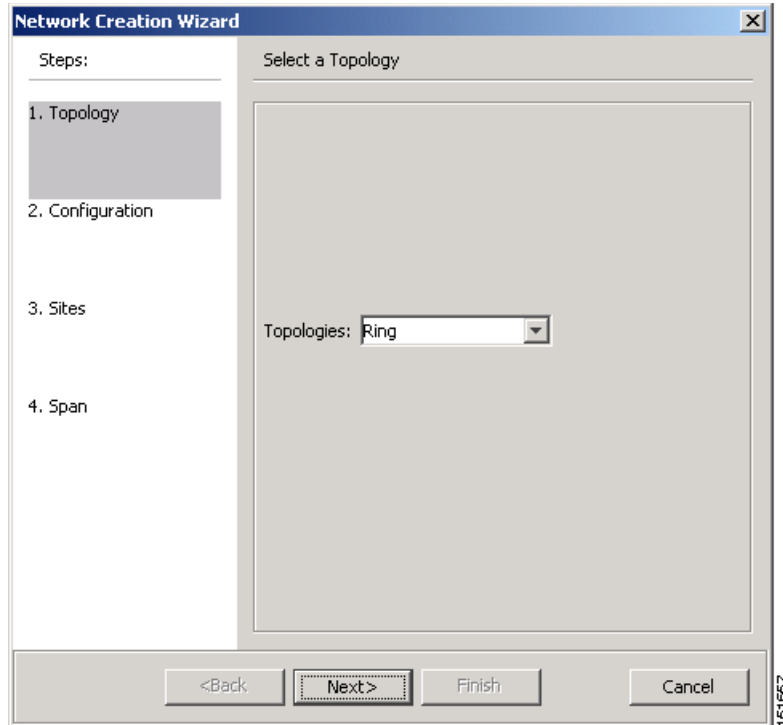 Network Creation Wizard
Steps:
Select a Topology
1. Topology
2. Configuration
3. Sites
4. Span
Topologies: Ring
<Back
Next>
Finish
Cancel